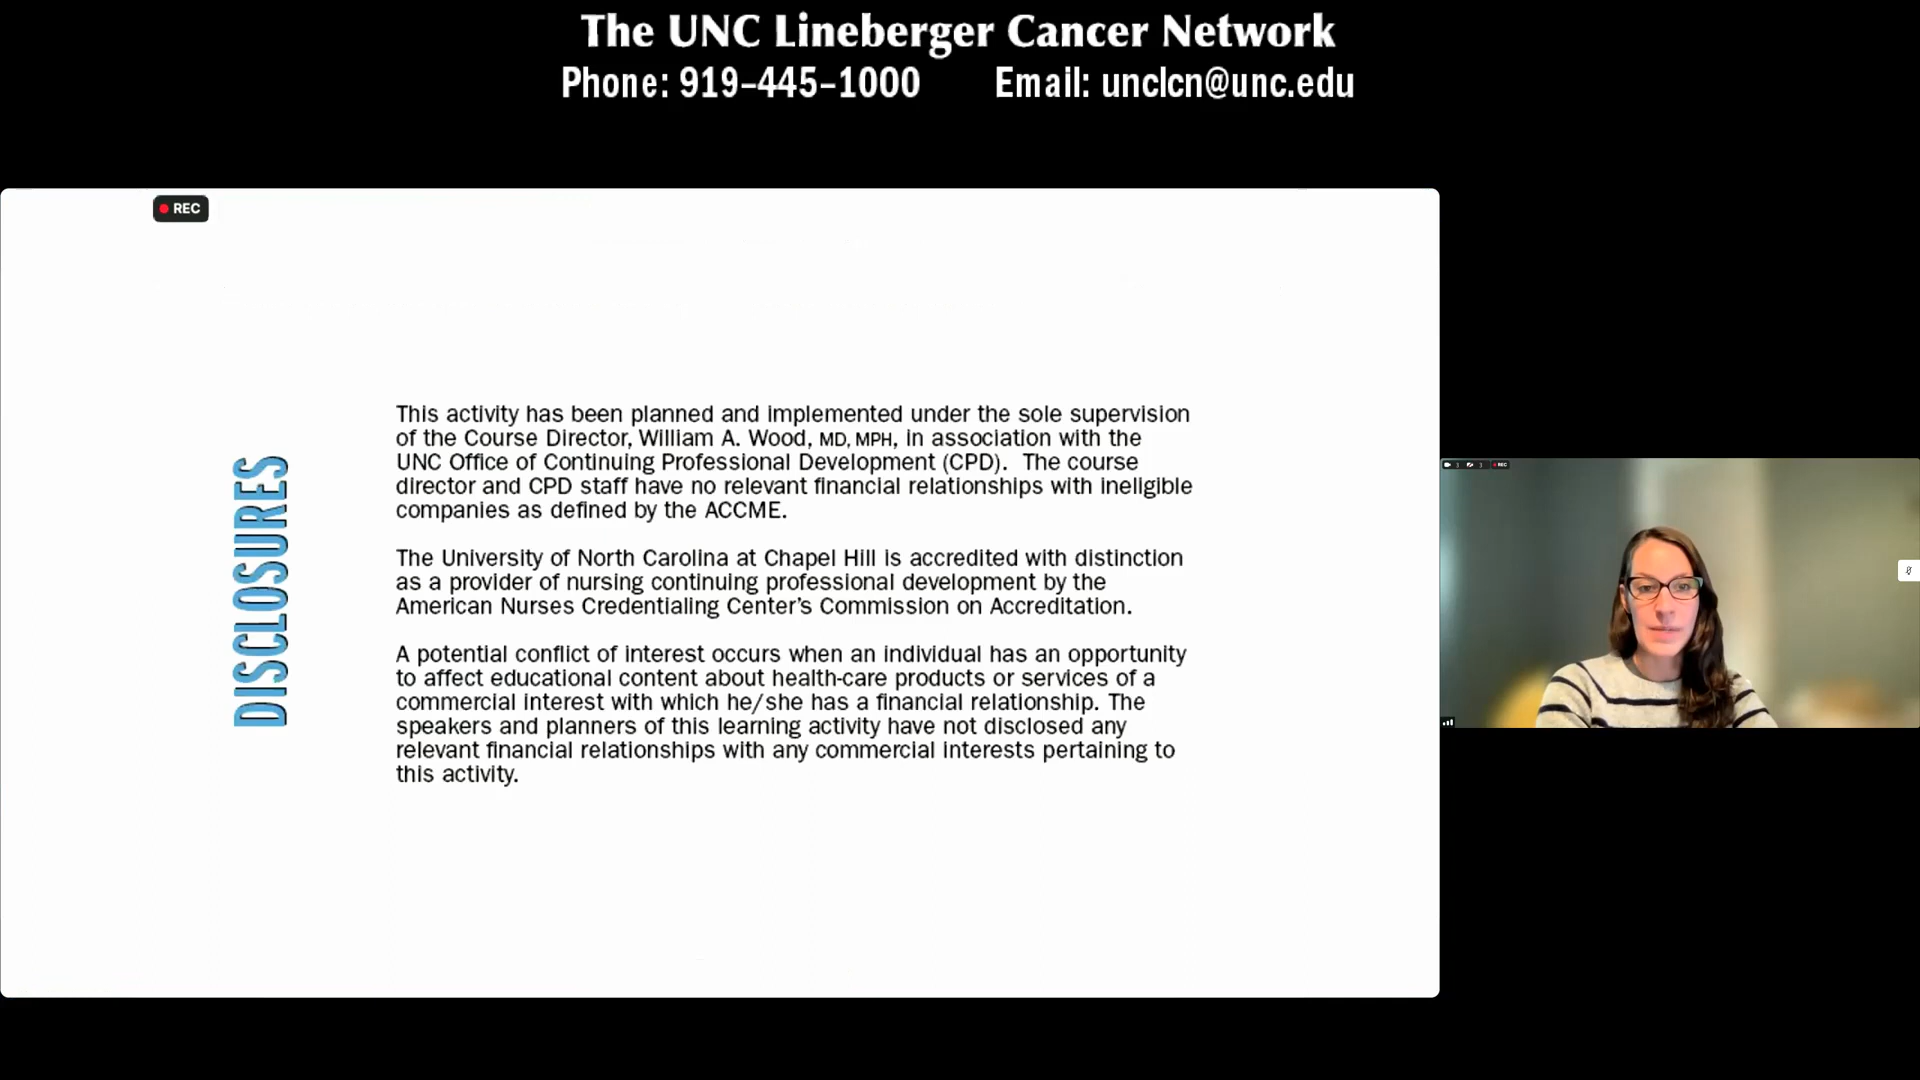 The UNC Lineberger Cancer Network
Phone: 919-445-1000 Email: unclcn@unc.edu
REC
DISCLOSURES
This activity has been planned and implemented under the sole supervision
of the Course Director, William A. Wood, MD, MPH, in association with the
UNC Office of Continuing Professional Development (CPD).  The course
director and CPD staff have no relevant financial relationships with ineligible
companies as defined by the ACCME.
The University of North Carolina at Chapel Hill is accredited with distinction
as a provider of nursing continuing professional development by the
American Nurses Credentialing Center's Commission on Accreditation.
A potential conflict of interest occurs when an individual has an opportunity
to affect educational content about health-care products or services of a
commercial interest with which he/she has a financial relationship. The
speakers and planners of this learning activity have not disclosed any
relevant financial relationships with any commercial interests pertaining to
this activity.
REC